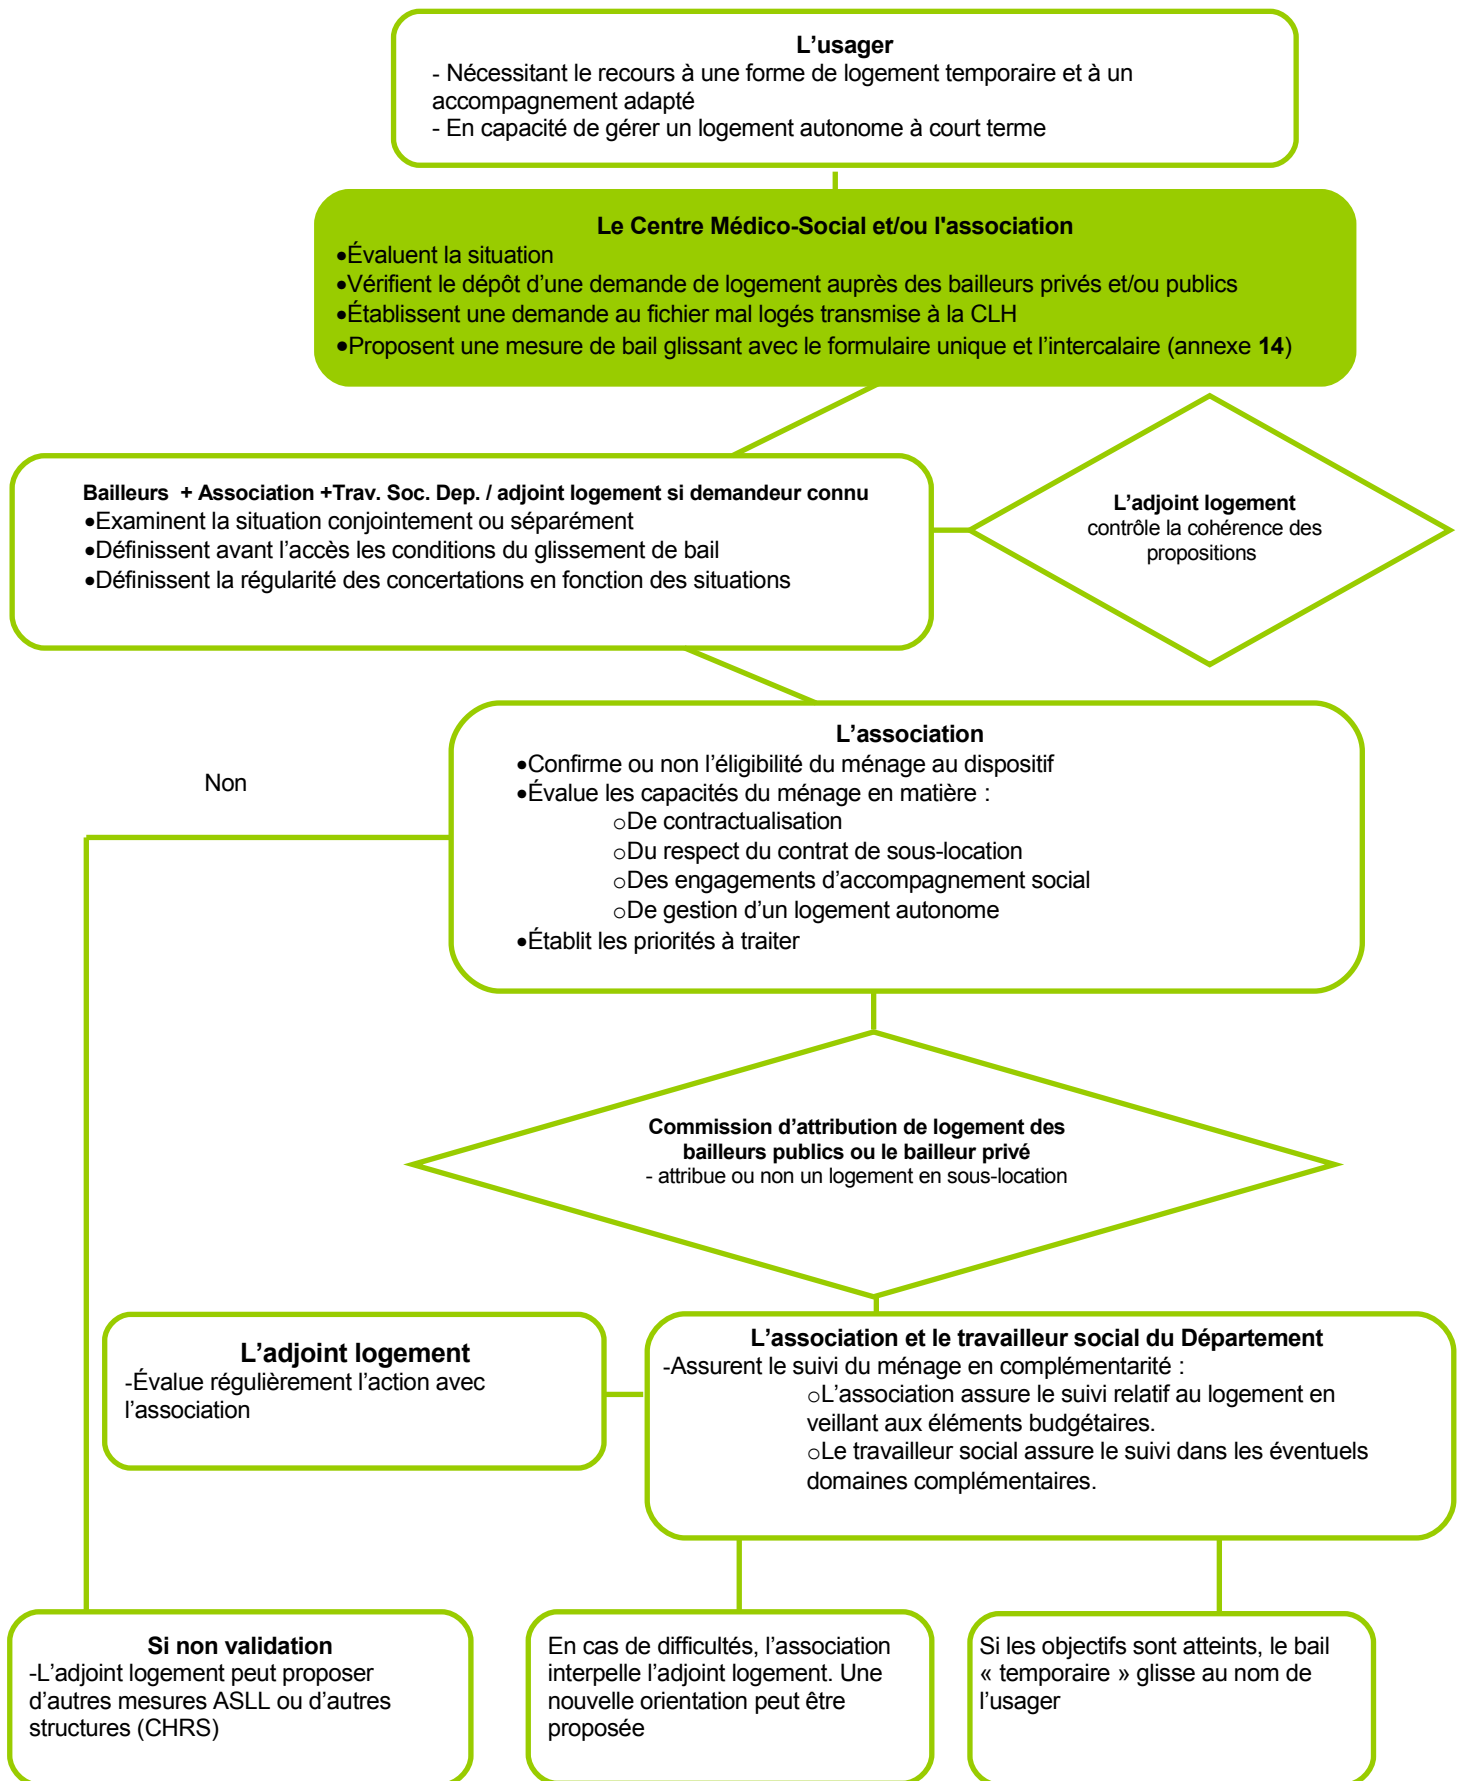 L'usager
- Nécessitant le recours à une forme de logement temporaire et à un
accompagnement adapté
- En capacité de gérer un logement autonome à court terme
Le Centre Médico-Social et/ou l'association
•Évaluent la situation
•Vérifient le dépôt d'une demande de logement auprès des bailleurs privés et/ou publics
•Établissent une demande au fichier mal logés transmise à la CLH
•Proposent une mesure de bail glissant avec le formulaire unique et l'intercalaire (annexe 14)
Bailleurs + Association +Trav. Soc. Dep. / adjoint logement si demandeur connu
•Examinent la situation conjointement ou séparément
•Définissent avant l'accès les conditions du glissement de bail
•Définissent la régularité des concertations en fonction des situations
L'adjoint logement
contrôle la cohérence des
propositions
L'association
•Confirme ou non l'éligibilité du ménage au dispositif
•Évalue les capacités du ménage en matière :
oDe contractualisation
oDu respect du contrat de sous-location
oDes engagements d'accompagnement social
oDe gestion d'un logement autonome
•Établit les priorités à traiter
Non
Commission d'attribution de logement des
bailleurs publics ou le bailleur privé
- attribue ou non un logement en sous-location
L'adjoint logement
-Évalue régulièrement l'action avec
l'association
L'association et le travailleur social du Département
-Assurent le suivi du ménage en complémentarité :
oL'association assure le suivi relatif au logement en
veillant aux éléments budgétaires.
oLe travailleur social assure le suivi dans les éventuels
domaines complémentaires.
Si non validation
-L'adjoint logement peut proposer
d'autres mesures ASLL ou d'autres
structures (CHRS)
En cas de difficultés, l'association
interpelle l'adjoint logement. Une
nouvelle orientation peut être
proposée
Si les objectifs sont atteints, le bail
« temporaire » glisse au nom de
l'usager